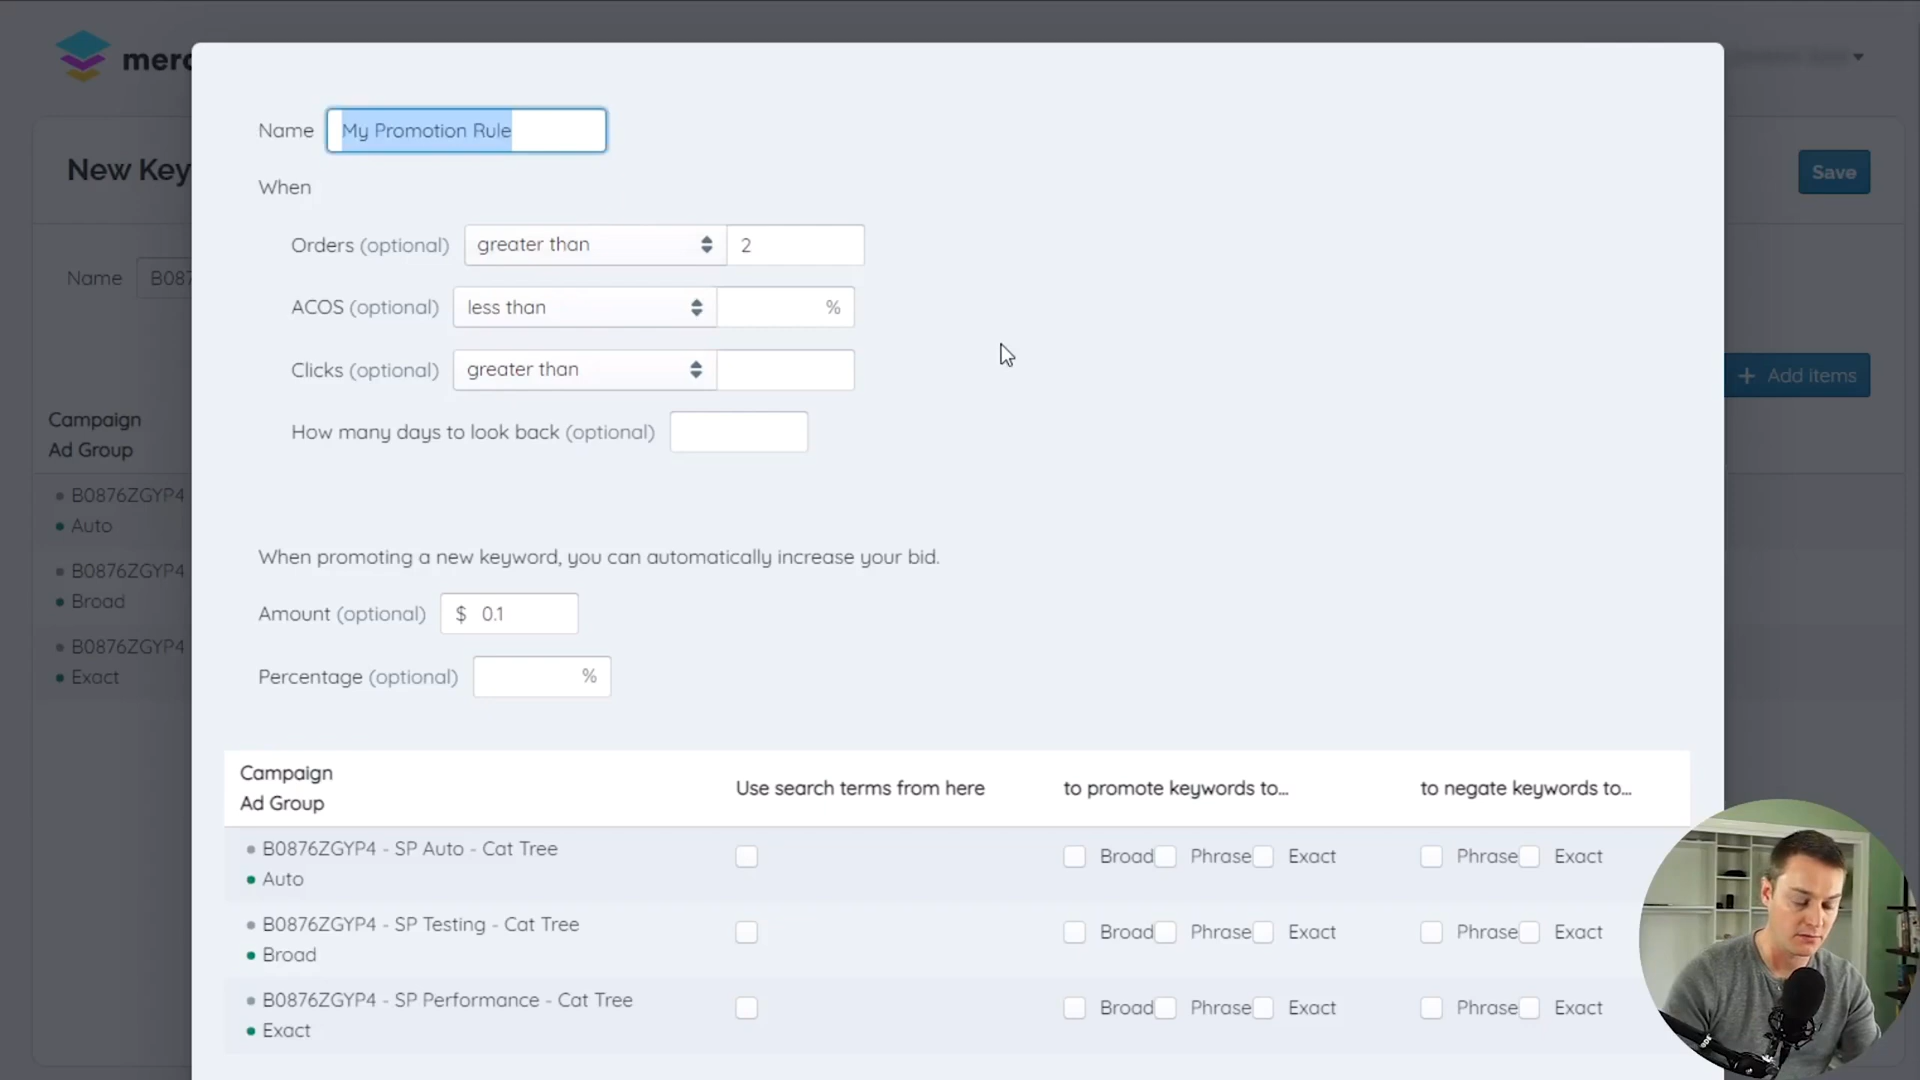 merc
New Key
Save
Name B087
+ Add items
Campaign
Ad Group
B0876ZGYP4
Auto
B0876ZGYP4
Broad
B0876ZGYP4
Exact
Name My Promotion Rule
When
Orders (optional) greater than 2
ACOS (optional) less than %
Clicks (optional) greater than
How many days to look back (optional)
When promoting a new keyword, you can automatically increase your bid.
Amount (optional) $ 0.1
Percentage (optional) %
Campaign
Ad Group
Use search terms from here
to promote keywords to...
to negate keywords to...
B0876ZGYP4 - SP Auto - Cat Tree
Auto
Broad Phrase Exact Phrase Exact
B0876ZGYP4 - SP Testing - Cat Tree
Broad
Broad Phrase Exact Phrase Exact
B0876ZGYP4 - SP Performance - Cat Tree
Exact
Broad Phrase Exact Phrase Exact